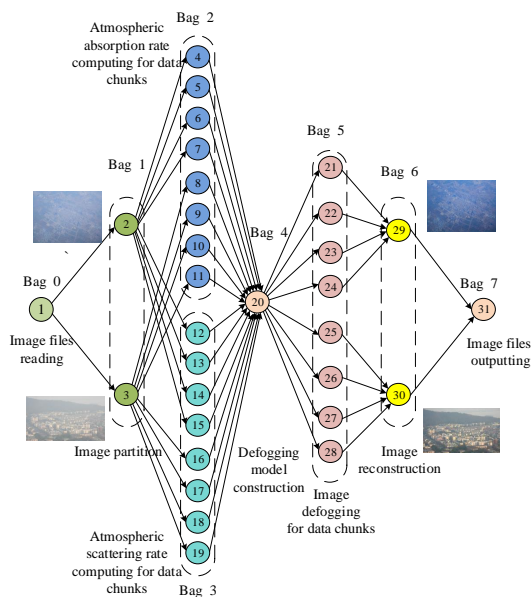 Bag 2
Atmospheric
absorption rate
computing for data
chunks
4
5
6
7
8
9
10
11
Bag 1
2
3
Image partition
Bag 0
1
Image files
reading
12
13
14
15
16
17
18
19
Atmospheric
scattering rate
computing for data
chunks
Bag 3
Bag 4
20
Defogging
model
construction
Bag 5
21
22
23
24
25
26
27
28
Image
defogging
for data chunks
Bag 6
29
30
Image
reconstruction
Bag 7
31
Image files
outputting